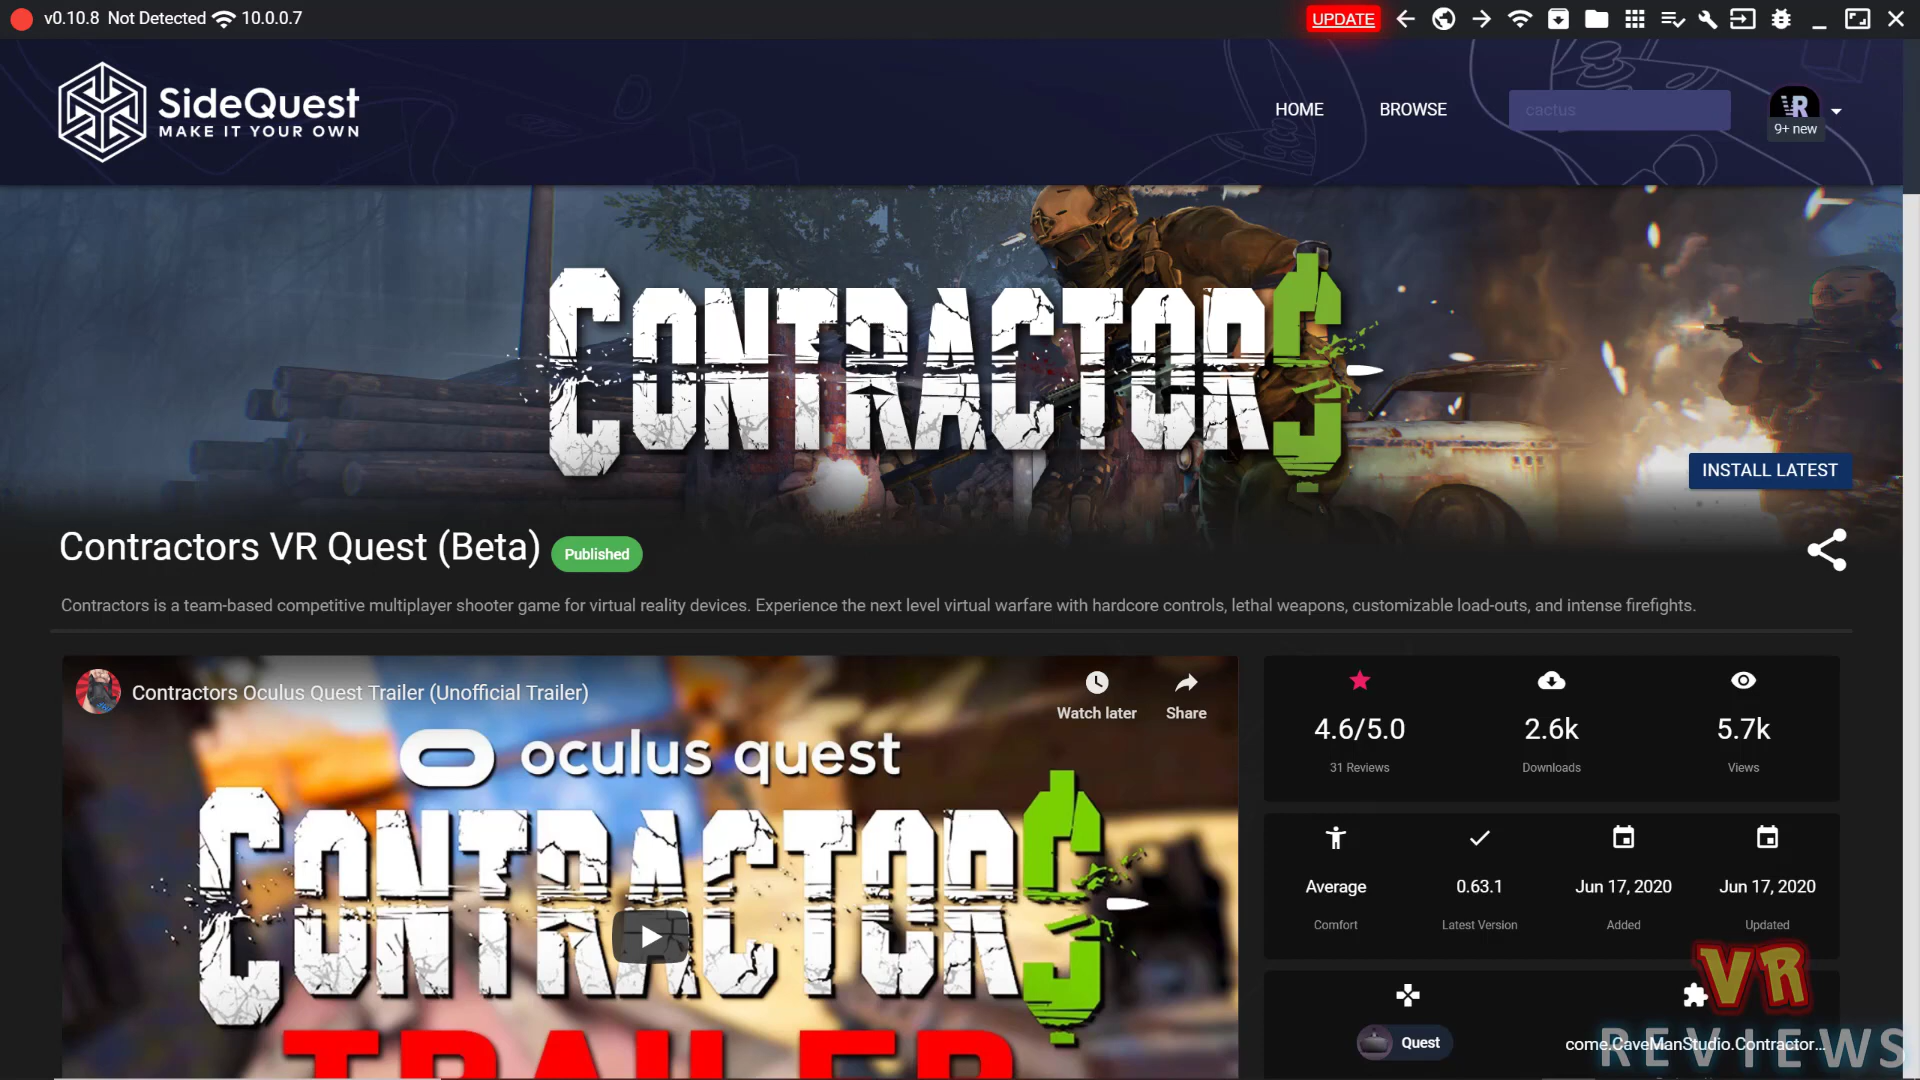 v0.10.8 Not Detected 10.0.0.7
UPDATE
SideQuest
MAKE IT YOUR OWN
HOME
BROWSE
cactus
VR
9+ new
CONTRACTOR$
INSTALL LATEST
Contractors VR Quest (Beta)
Published
Contractors is a team-based competitive multiplayer shooter game for virtual reality devices. Experience the next level virtual warfare with hardcore controls, lethal weapons, customizable load-outs, and intense firefights.
Contractors Oculus Quest Trailer (Unofficial Trailer)
Watch later
Share
oculus quest
CONTRACTOR$
TRAILER
4.6/5.0
31 Reviews
2.6k
Downloads
5.7k
Views
Average
Comfort
0.63.1
Latest Version
Jun 17, 2020
Added
Jun 17, 2020
Updated
Quest
come.CaveManStudio.Contractor...
VR
REVIEWS